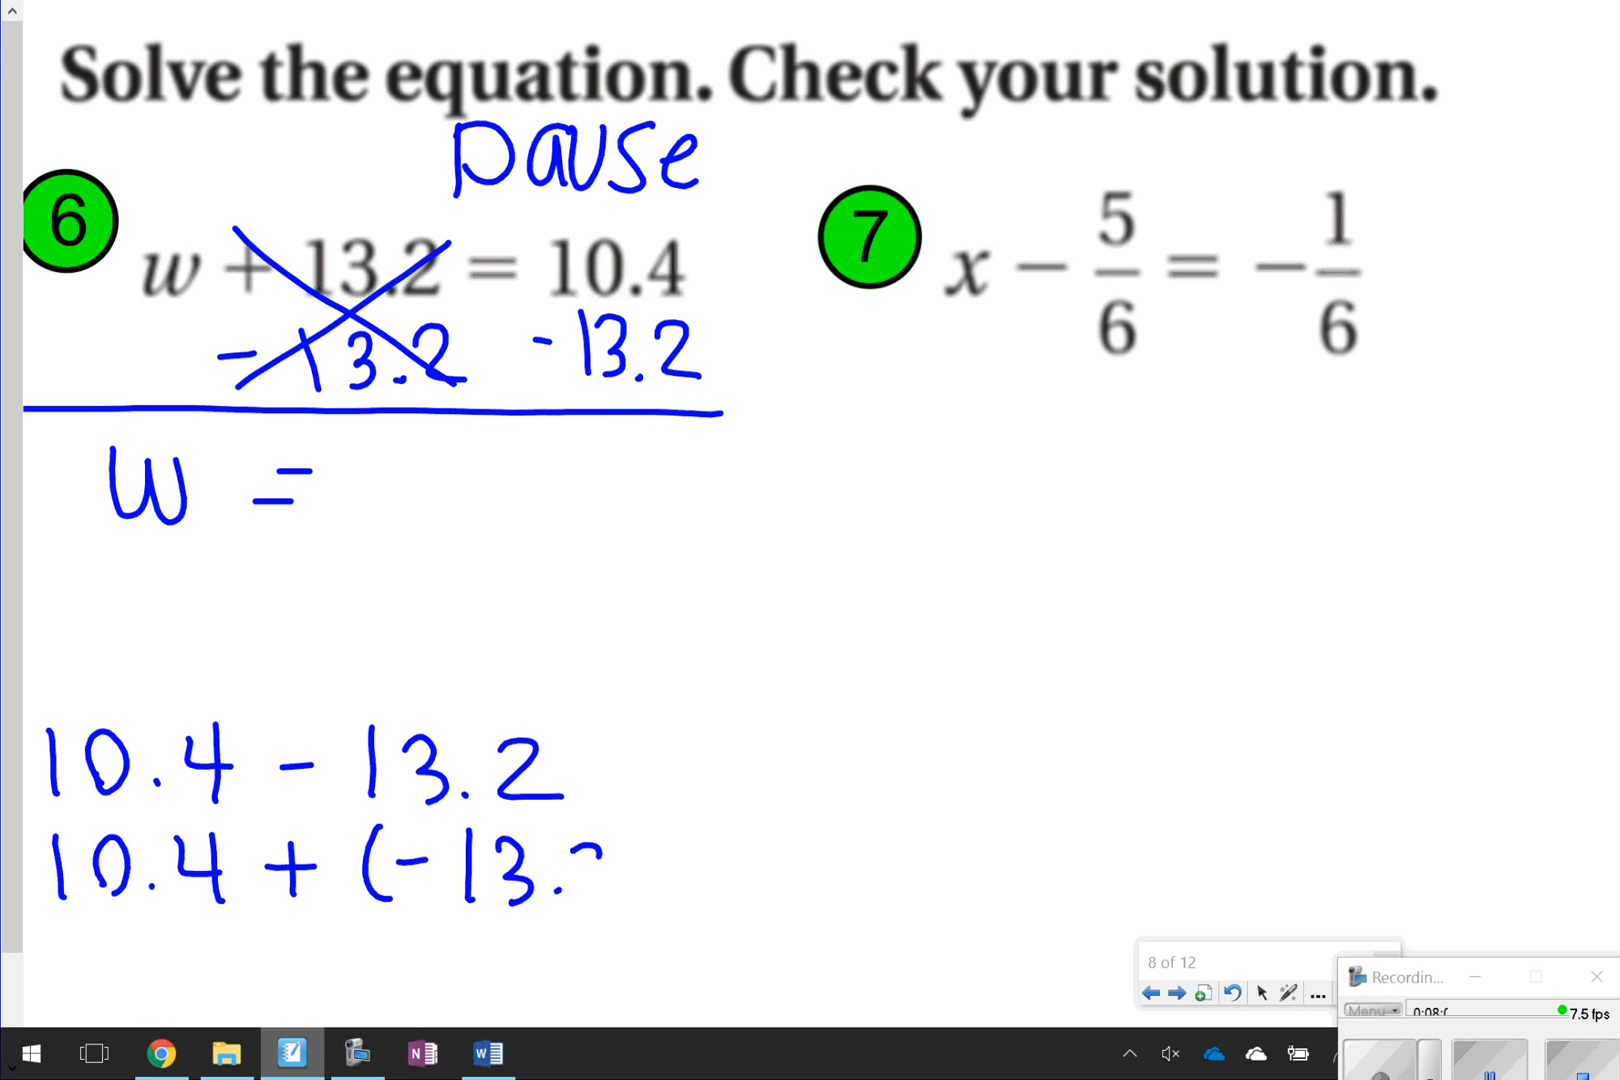 Solve the equation. Check your solution.
pause
6
w + 13.2 = 10.4
- 13.2 - 13.2
w =
10.4 - 13.2
10.4 + (-13.
7
x - 5/6 = - 1/6
8 of 12
Recordin...
Menu
7.5 fps